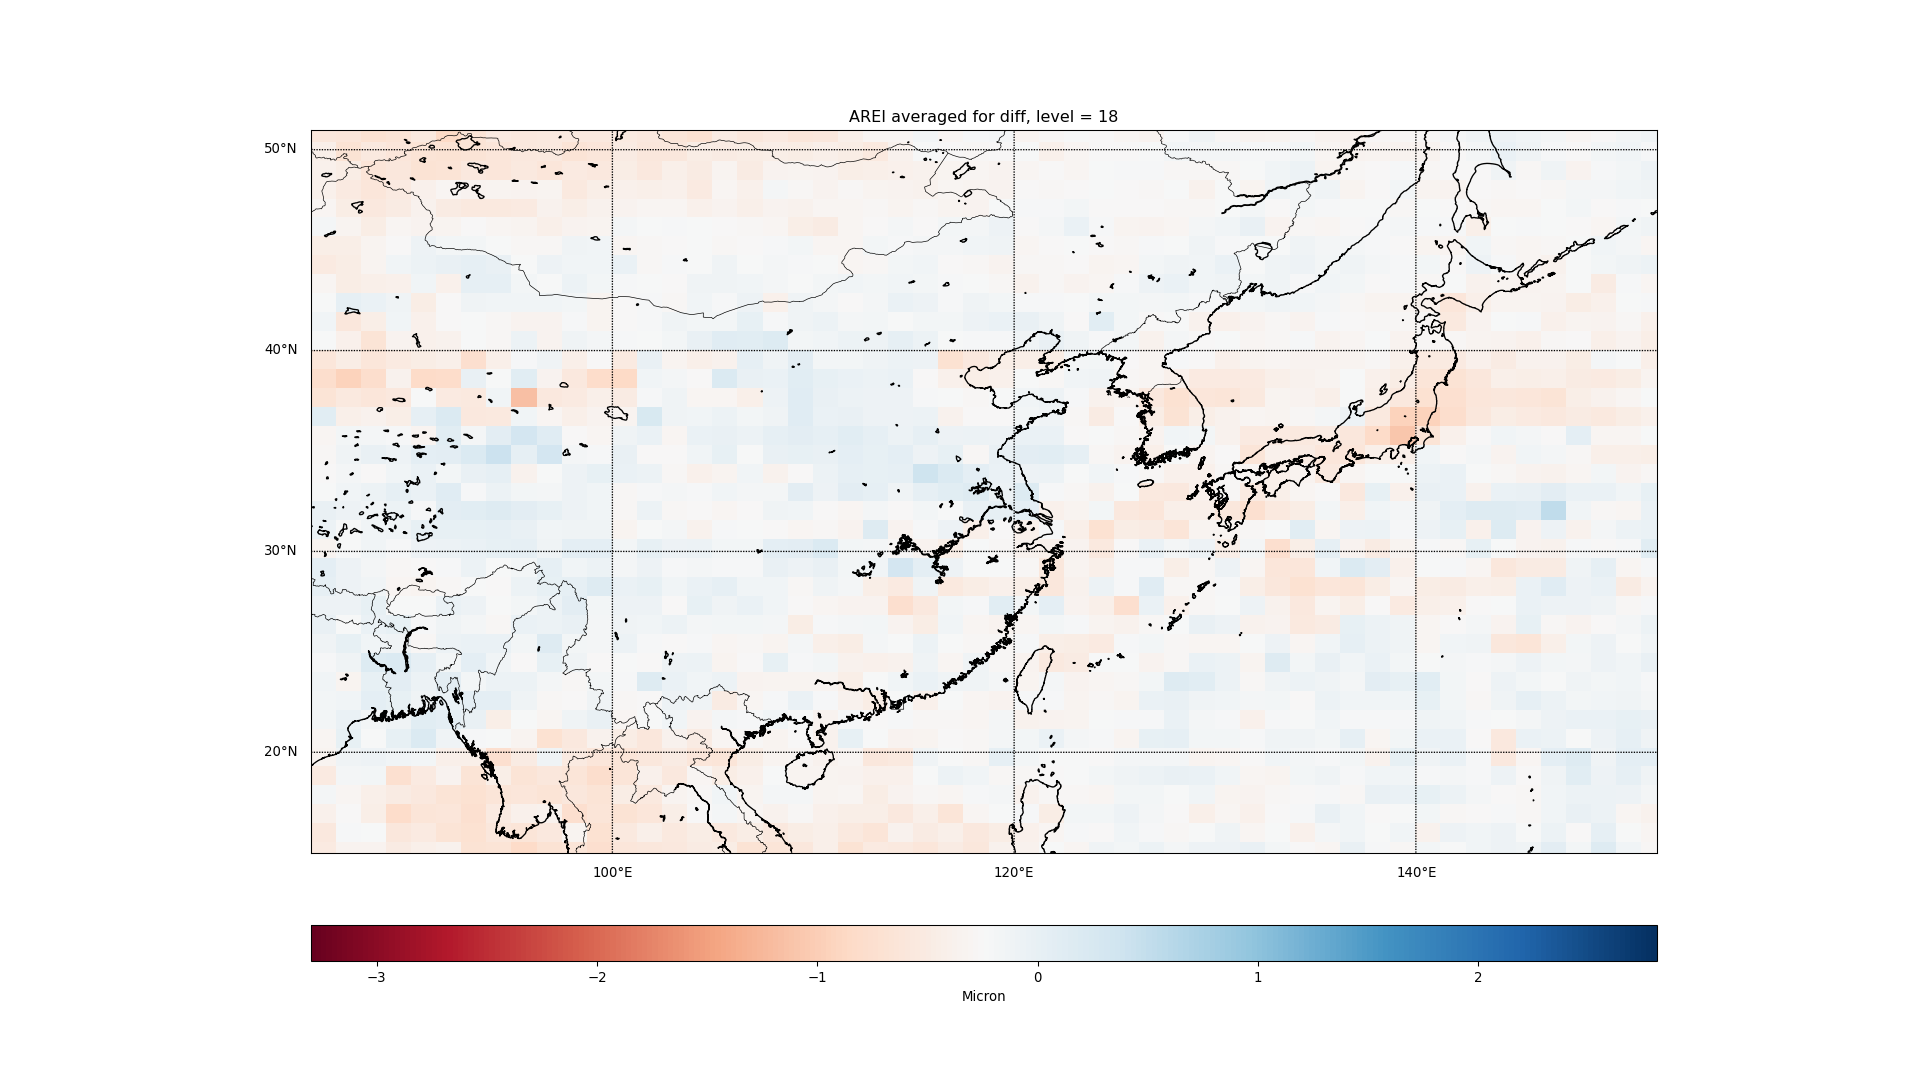 AREI averaged for diff, level = 18
50°N
40°N
30°N
20°N
100°E 120°E 140°E
−3 −2 −1 0 1 2
Micron